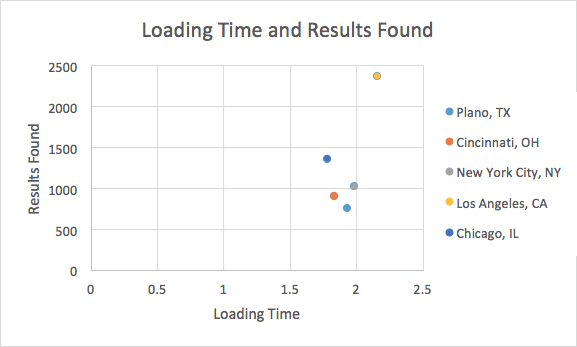 Loading Time and Results Found
Results Found
2500
2000
1500
1000
500
0
0 0.5 1 1.5 2 2.5
Loading Time
Plano, TX
Cincinnati, OH
New York City, NY
Los Angeles, CA
Chicago, IL